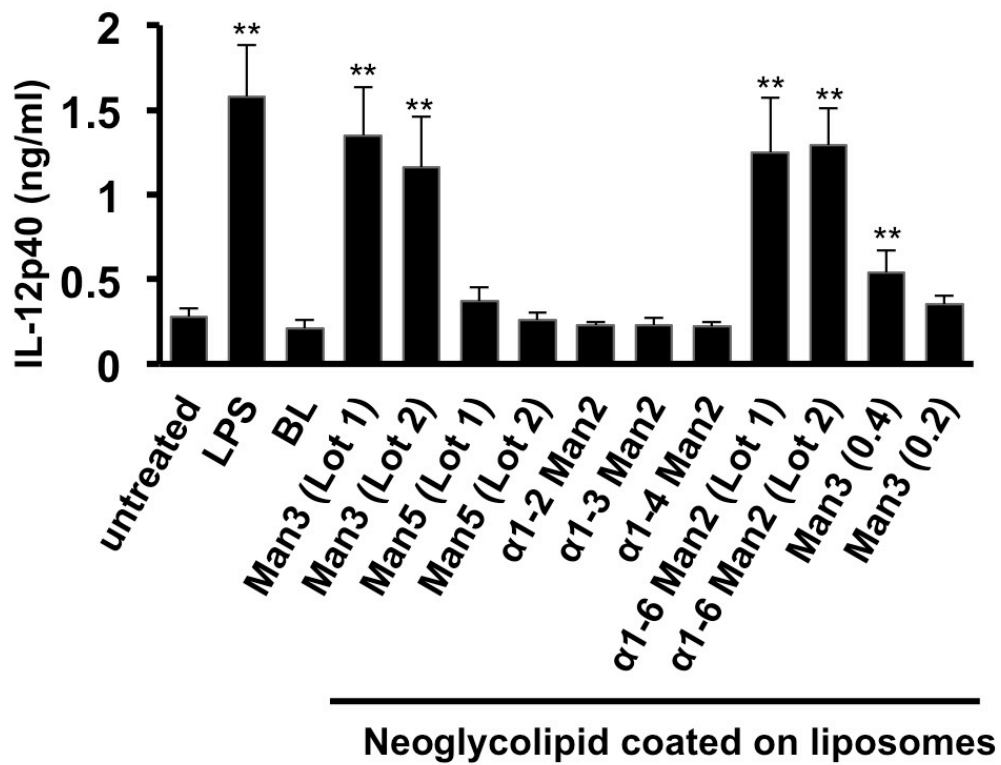 IL-12p40 (ng/ml)
2
1.5
1
0.5
0
**
**
**
**
**
**
untreated
LPS
BL
Man3 (Lot 1)
Man3 (Lot 2)
Man5 (Lot 1)
Man5 (Lot 2)
α1-2 Man2
α1-3 Man2
α1-4 Man2
α1-6 Man2 (Lot 1)
α1-6 Man2 (Lot 2)
Man3 (0.4)
Man3 (0.2)
Neoglycolipid coated on liposomes